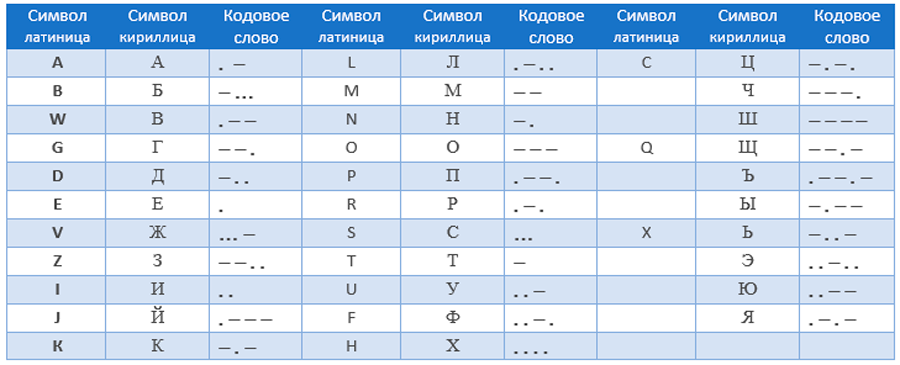 Символ латиница Символ кириллица Кодовое слово Символ латиница Символ кириллица Кодовое слово Символ латиница Символ кириллица Кодовое слово
A А . – L Л . – . . C Ц – . – .
B Б – ... M М – – Ч – – – .
W В . – – N Н – . Ш – – – –
G Г – – . O О – – – Q Щ – – . –
D Д – . . P П . – – . Ъ . – – . –
E Е . R Р . – . Ы – . – –
V Ж ... – S С ... X Ь – . . –
Z З – – . . T Т – Э . . – . .
I И . . U У . . – Ю . . – –
J Й . – – – F Ф . . – . Я . – . –
K К – . – H Х . . . .